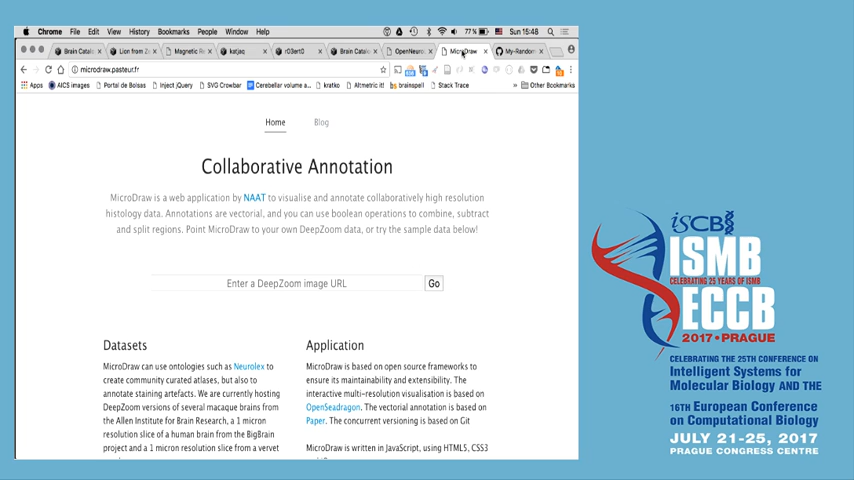 Chrome File Edit View History Bookmarks People Window Help
77% Sun 15:48
Brain Catalo Lion from Z Magnetic Re katjaq r03ert0 Brain Catalo OpenNeuro MicroDraw My-Random
microdraw.pasteur.fr
Apps AICS images Portal de Bolsas Inject jQuery SVG Crowbar Cerebellar volume a... kratko Altmetric it! brainspell Stack Trace » Other Bookmarks
Home Blog
Collaborative Annotation
MicroDraw is a web application by NAAT to visualise and annotate collaboratively high resolution
histology data. Annotations are vectorial, and you can use boolean operations to combine, subtract
and split regions. Point MicroDraw to your own DeepZoom data, or try the sample data below!
Enter a DeepZoom image URL Go
Datasets
MicroDraw can use ontologies such as Neurolex to
create community curated atlases, but also to
annotate staining artefacts. We are currently hosting
DeepZoom versions of several macaque brains from
the Allen Institute for Brain Research, a 1 micron
resolution slice of a human brain from the BigBrain
project and a 1 micron resolution slice from a vervet
Application
MicroDraw is based on open source frameworks to
ensure its maintainability and extensibility. The
interactive multi-resolution visualisation is based on
OpenSeadragon. The vectorial annotation is based on
Paper. The concurrent versioning is based on Git
MicroDraw is written in JavaScript, using HTML5, CSS3
iSCB
ISMB
CELEBRATING 25 YEARS OF ISMB
ECCB
2017 • PRAGUE
CELEBRATING THE 25TH CONFERENCE ON
Intelligent Systems for
Molecular Biology AND THE
16TH European Conference
on Computational Biology
JULY 21-25, 2017
PRAGUE CONGRESS CENTRE